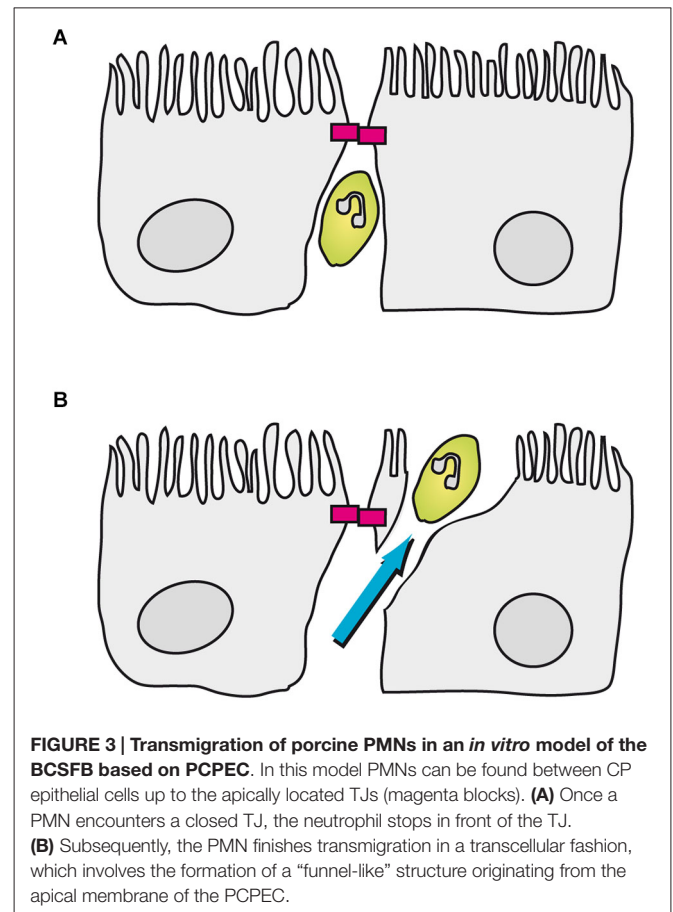 A
B
FIGURE 3 | Transmigration of porcine PMNs in an in vitro model of the
BCSFB based on PCPEC. In this model PMNs can be found between CP
epithelial cells up to the apically located TJs (magenta blocks). (A) Once a
PMN encounters a closed TJ, the neutrophil stops in front of the TJ.
(B) Subsequently, the PMN finishes transmigration in a transcellular fashion,
which involves the formation of a “funnel-like” structure originating from the
apical membrane of the PCPEC.